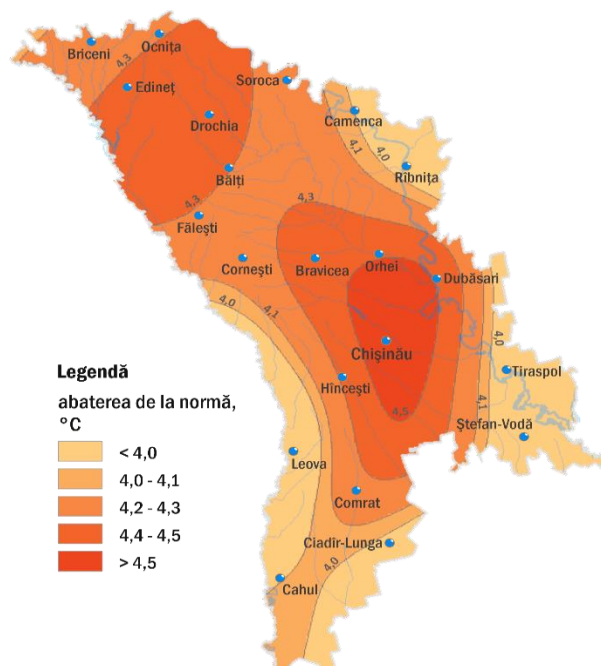 Ocnița
Briceni
4,3
Edineț
Soroca
Drochia
Camenca
4,1
4,0
Rîbnița
Bălți
4,3
4,3
Fălești
Cornești
Bravicea
Orhei
Dubăsari
4,0
4,1
4,0
Chișinău
Tiraspol
Hîncești
4,1
4,5
Ștefan-Vodă
Leova
Comrat
Ciadîr-Lunga
4,0
Cahul
Legendă
abaterea de la normă,
°C
< 4,0
4,0 - 4,1
4,2 - 4,3
4,4 - 4,5
> 4,5